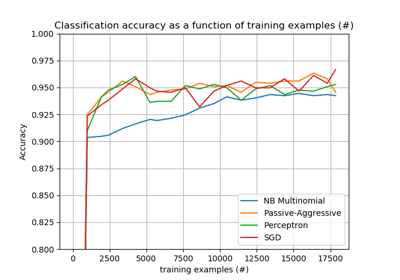 Classification accuracy as a function of training examples (#)
1.000
0.975
0.950
0.925
0.900
0.875
0.850
0.825
0.800
Accuracy
NB Multinomial
Passive-Aggressive
Perceptron
SGD
0 2500 5000 7500 10000 12500 15000 17500
training examples (#)